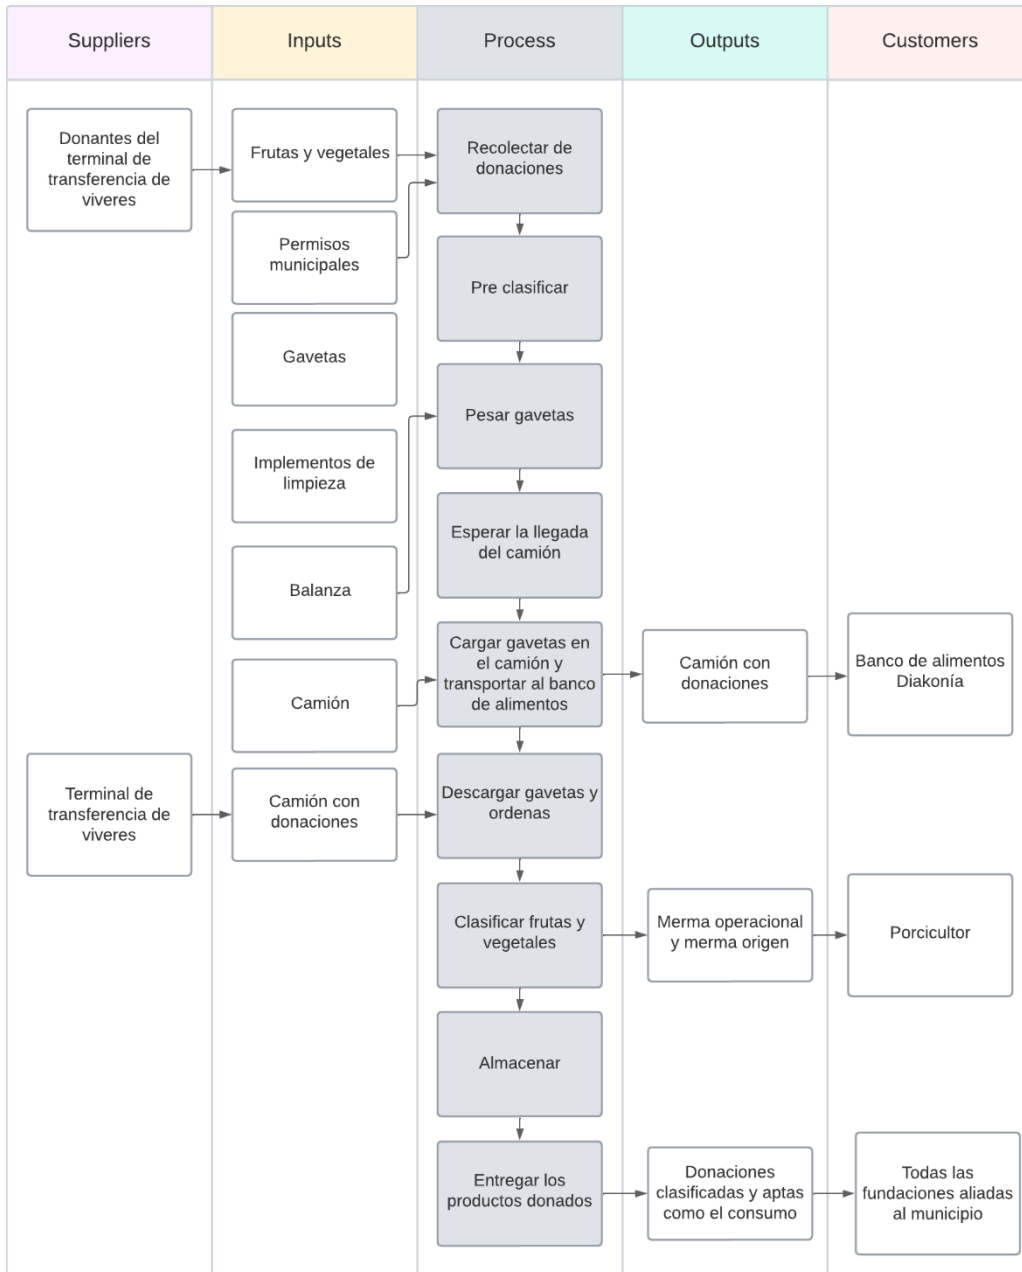 Suppliers
Inputs
Process
Outputs
Customers
Donantes del
terminal de
transferencia de
viveres
Frutas y vegetales
Recolectar de
donaciones
Permisos
municipales
Pre clasificar
Gavetas
Pesar gavetas
Implementos de
limpieza
Esperar la llegada
del camión
Balanza
Cargar gavetas en
el camión y
transportar al banco
de alimentos
Camión con
donaciones
Banco de alimentos
Diakonía
Camión
Terminal de
transferencia de
viveres
Camión con
donaciones
Descargar gavetas y
ordenas
Clasificar frutas y
vegetales
Merma operacional
y merma origen
Porcicultor
Almacenar
Entregar los
productos donados
Donaciones
clasificadas y aptas
como el consumo
Todas las
fundaciones aliadas
al municipio